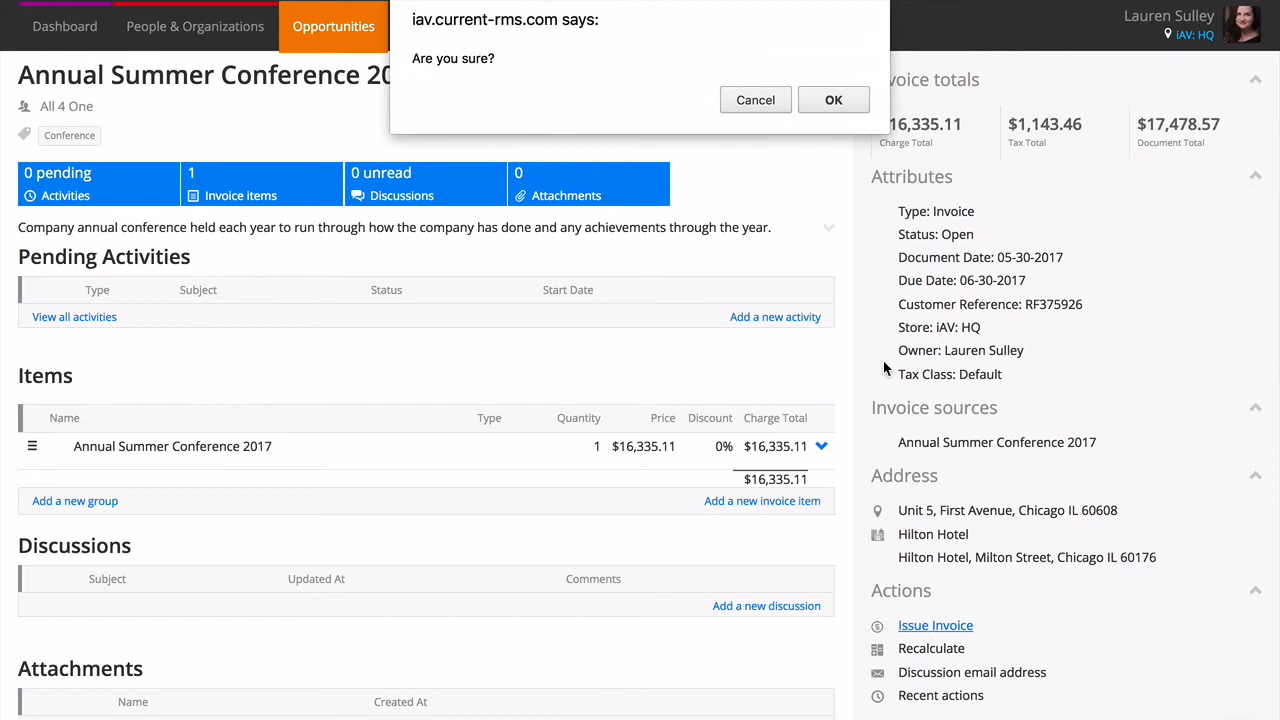 Dashboard
People & Organizations
Opportunities
iav.current-rms.com says:
Are you sure?
Cancel
OK
Lauren Sulley
iAV: HQ
Annual Summer Conference 20
All 4 One
Conference
0 pending
Activities
1
Invoice items
0 unread
Discussions
0
Attachments
Company annual conference held each year to run through how the company has done and any achievements through the year.
Pending Activities
Type Subject Status Start Date
View all activities Add a new activity
Items
Name Type Quantity Price Discount Charge Total
Annual Summer Conference 2017 1 $16,335.11 0% $16,335.11
$16,335.11
Add a new group Add a new invoice item
Discussions
Subject Updated At Comments
Add a new discussion
Attachments
Name Created At
voice totals
16,335.11 $1,143.46 $17,478.57
Charge Total Tax Total Document Total
Attributes
Type: Invoice
Status: Open
Document Date: 05-30-2017
Due Date: 06-30-2017
Customer Reference: RF375926
Store: iAV: HQ
Owner: Lauren Sulley
Tax Class: Default
Invoice sources
Annual Summer Conference 2017
Address
Unit 5, First Avenue, Chicago IL 60608
Hilton Hotel
Hilton Hotel, Milton Street, Chicago IL 60176
Actions
Issue Invoice
Recalculate
Discussion email address
Recent actions